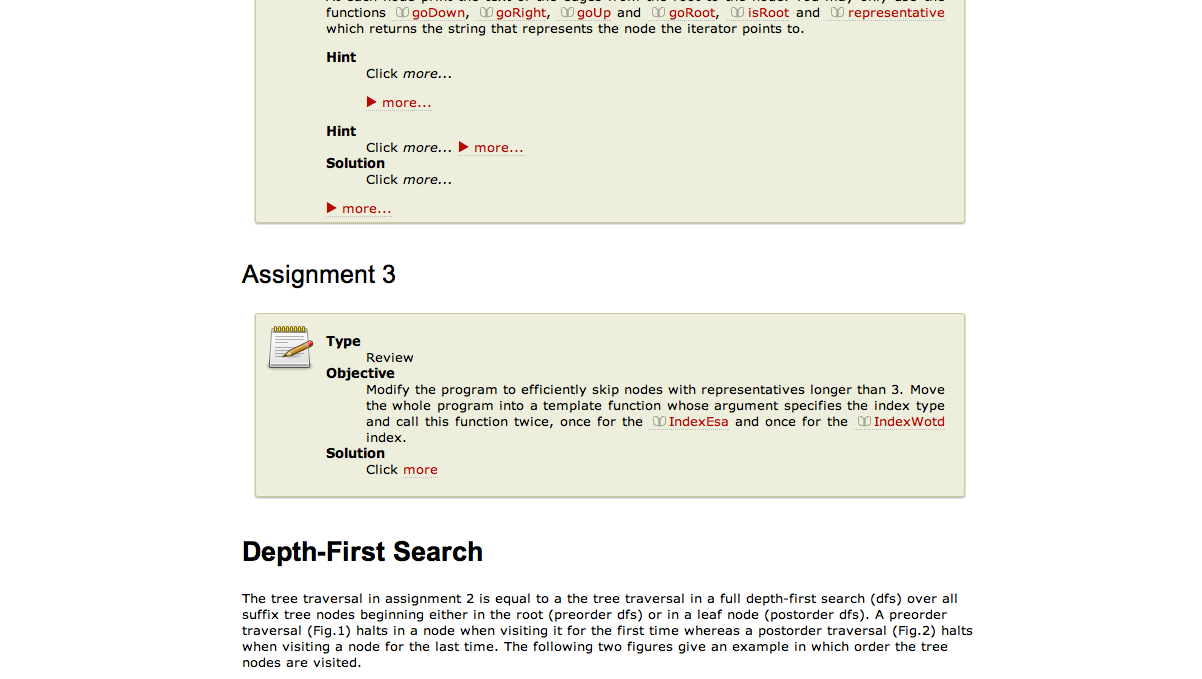 functions goDown, goRight, goUp and goRoot, isRoot and representative
which returns the string that represents the node the iterator points to.
Hint
Click more...
more...
Hint
Click more... more...
Solution
Click more...
more...
Assignment 3
Type
Review
Objective
Modify the program to efficiently skip nodes with representatives longer than 3. Move
the whole program into a template function whose argument specifies the index type
and call this function twice, once for the IndexEsa and once for the IndexWotd
index.
Solution
Click more
Depth-First Search
The tree traversal in assignment 2 is equal to a the tree traversal in a full depth-first search (dfs) over all
suffix tree nodes beginning either in the root (preorder dfs) or in a leaf node (postorder dfs). A preorder
traversal (Fig.1) halts in a node when visiting it for the first time whereas a postorder traversal (Fig.2) halts
when visiting a node for the last time. The following two figures give an example in which order the tree
nodes are visited.